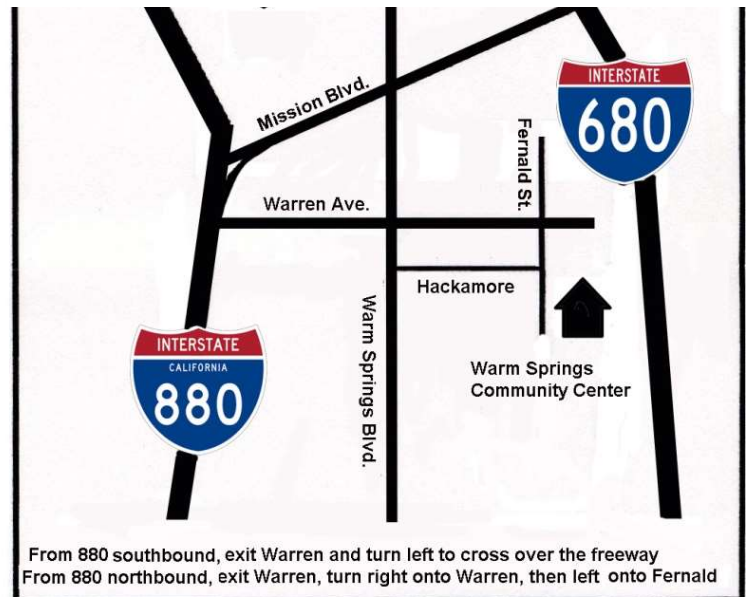 INTERSTATE
680
Mission Blvd.
Fernald St.
Warren Ave.
Hackamore
Warm Springs Blvd.
INTERSTATE
CALIFORNIA
880
Warm Springs
Community Center
From 880 southbound, exit Warren and turn left to cross over the freeway
From 880 northbound, exit Warren, turn right onto Warren, then left onto Fernald